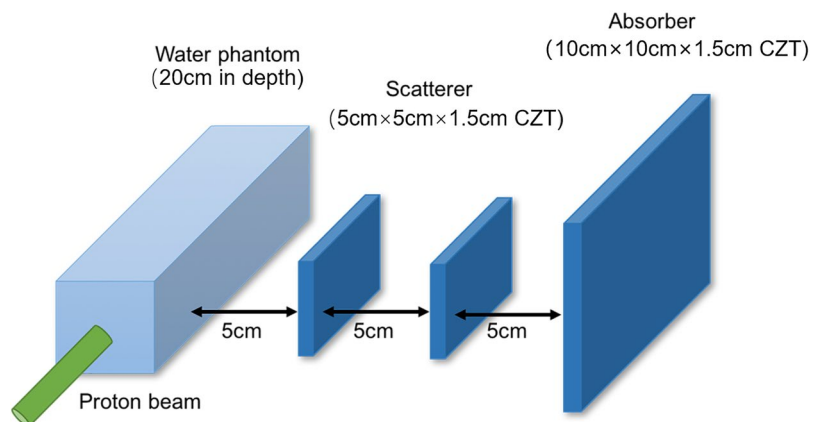 Absorber
(10cm×10cm×1.5cm CZT)
Water phantom
(20cm in depth)
Scatterer
(5cm×5cm×1.5cm CZT)
5cm
5cm
5cm
Proton beam